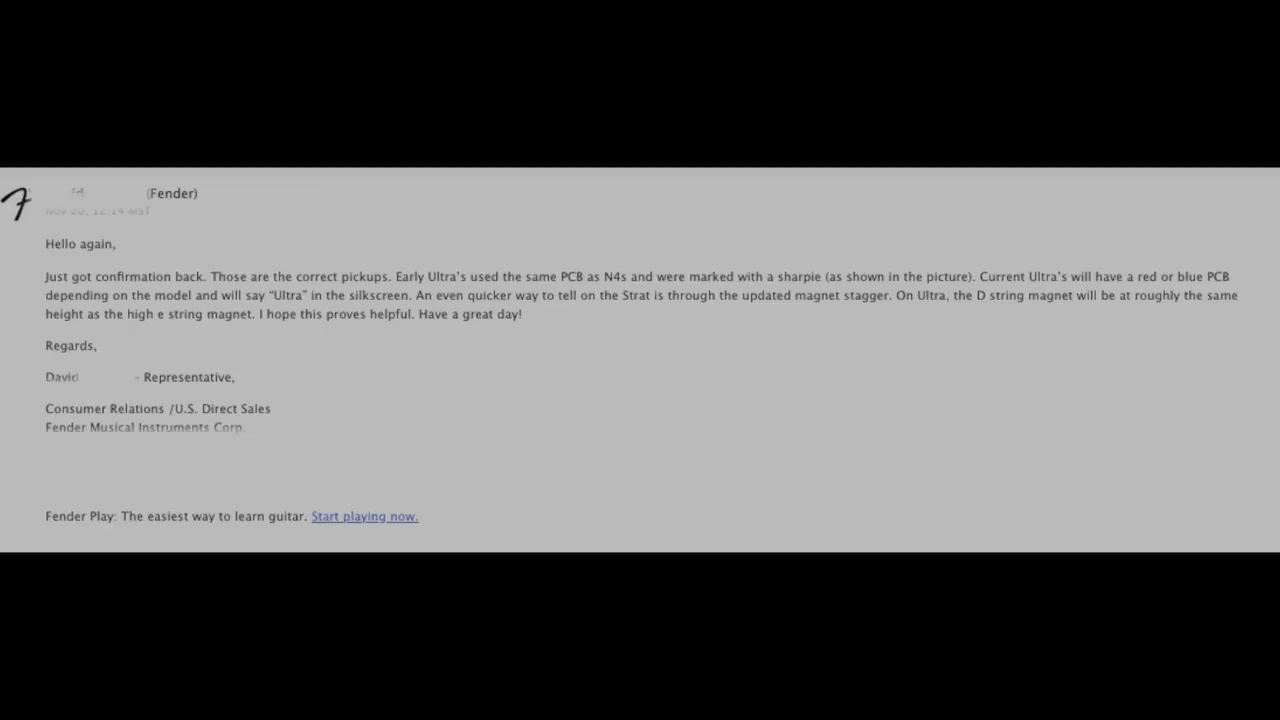 (Fender)
Nov 20, 12:14 MST
Hello again,
Just got confirmation back. Those are the correct pickups. Early Ultra's used the same PCB as N4s and were marked with a sharpie (as shown in the picture). Current Ultra's will have a red or blue PCB
depending on the model and will say “Ultra” in the silkscreen. An even quicker way to tell on the Strat is through the updated magnet stagger. On Ultra, the D string magnet will be at roughly the same
height as the high e string magnet. I hope this proves helpful. Have a great day!
Regards,
David – Representative,
Consumer Relations /U.S. Direct Sales
Fender Musical Instruments Corp.
Fender Play: The easiest way to learn guitar. Start playing now.